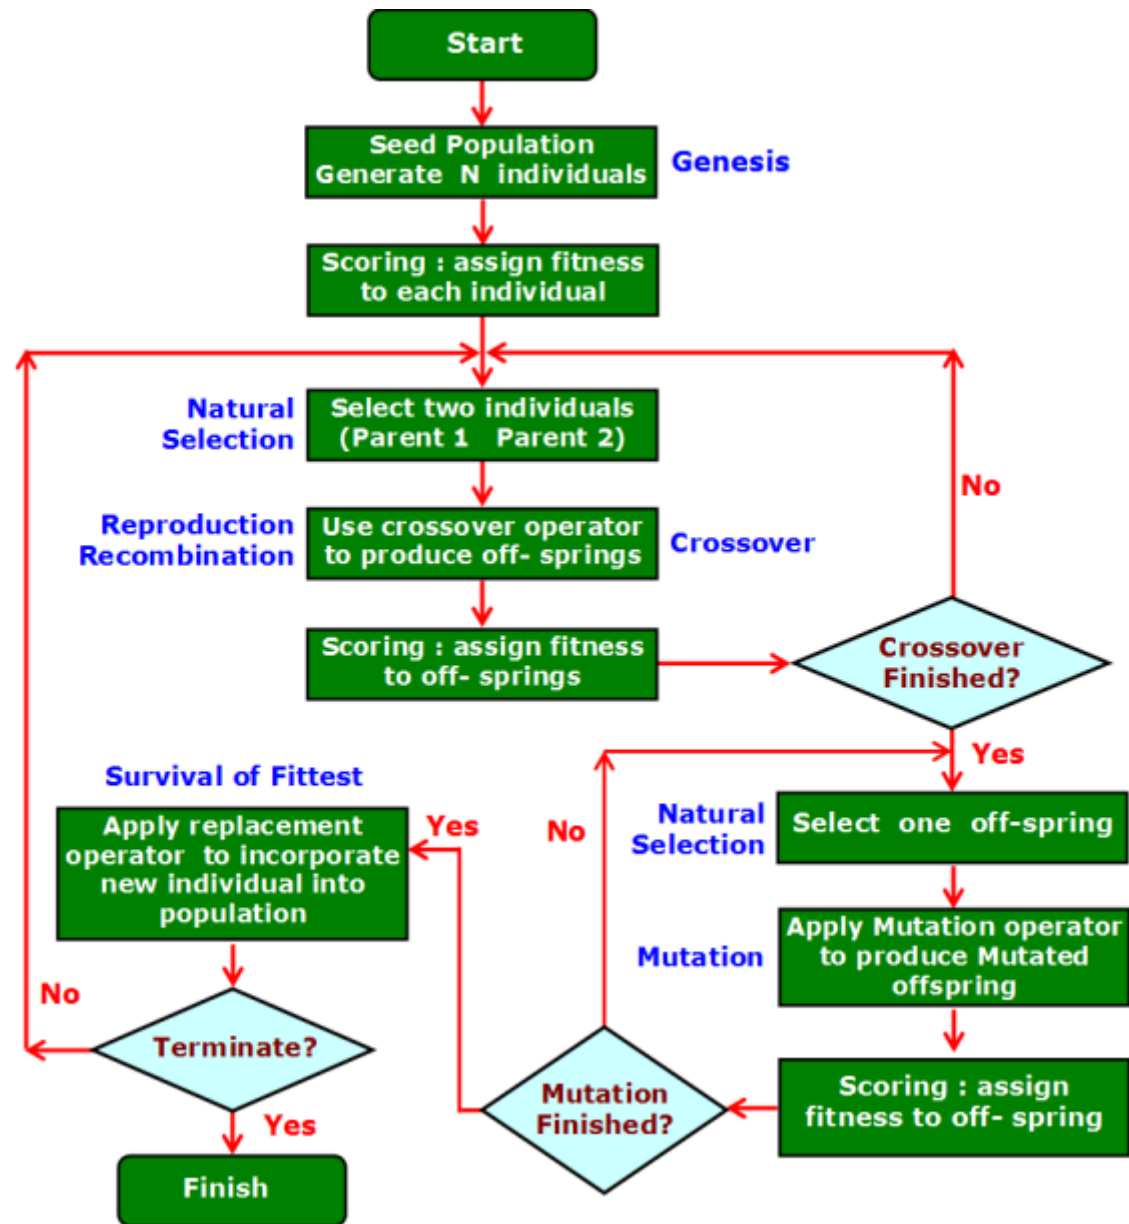 Start
Seed Population
Generate N individuals
Genesis
Scoring : assign fitness
to each individual
Natural
Selection
Select two individuals
(Parent 1 Parent 2)
No
Reproduction
Recombination
Use crossover operator
to produce off- springs
Crossover
Scoring : assign fitness
to off- springs
Crossover
Finished?
Yes
Survival of Fittest
Apply replacement
operator to incorporate
new individual into
population
Yes
No
Natural
Selection
Select one off-spring
Mutation
Apply Mutation operator
to produce Mutated
offspring
No
Terminate?
Mutation
Finished?
Scoring : assign
fitness to off- spring
Yes
Finish